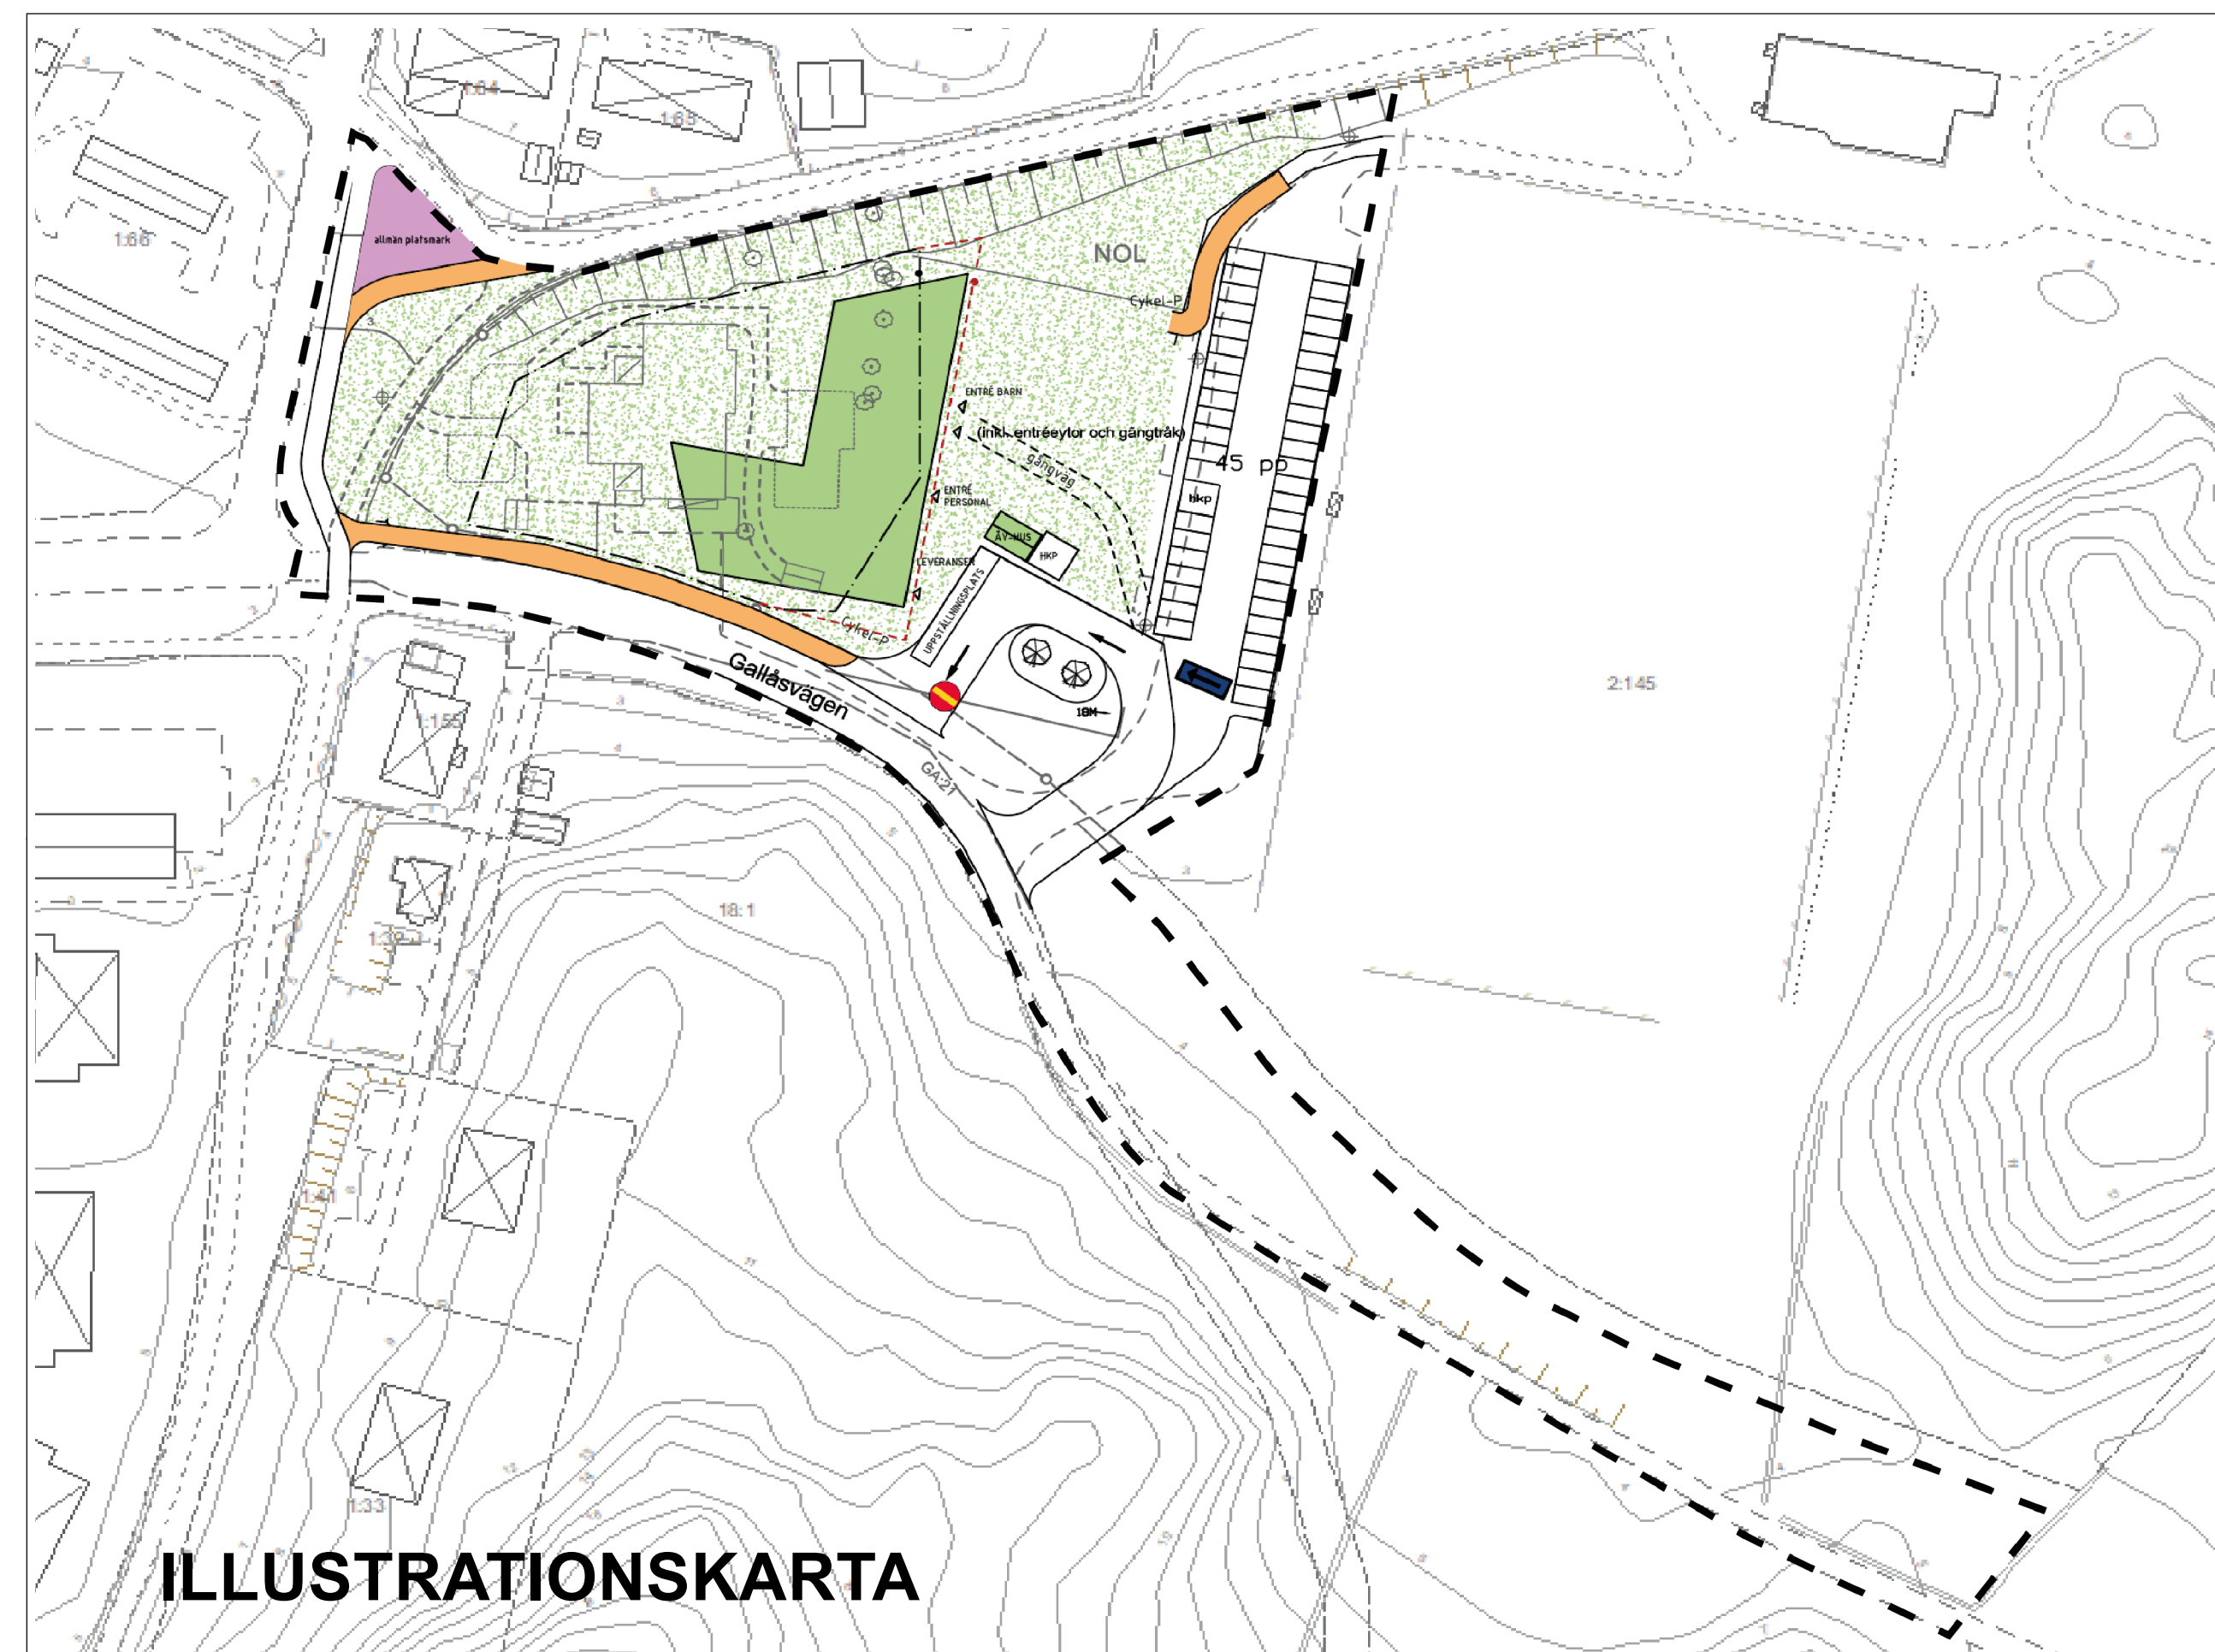 1:64
1:65
1:66
allmän platsmark
NOL
Cykel-P
ENTRÉ BARN
(inkl. entréeytor och gångtråk)
gångväg
45 pp
hkp
ENTRÉ
PERSONAL
ÅV-HUS
HKP
LEVERANSER
UPPSTÄLLNINGSPLATS
Cykel-P
Gallåsvägen
18M
2:145
1:155
GA:21
18:1
1:39
1:41
1:33
ILLUSTRATIONSKARTA